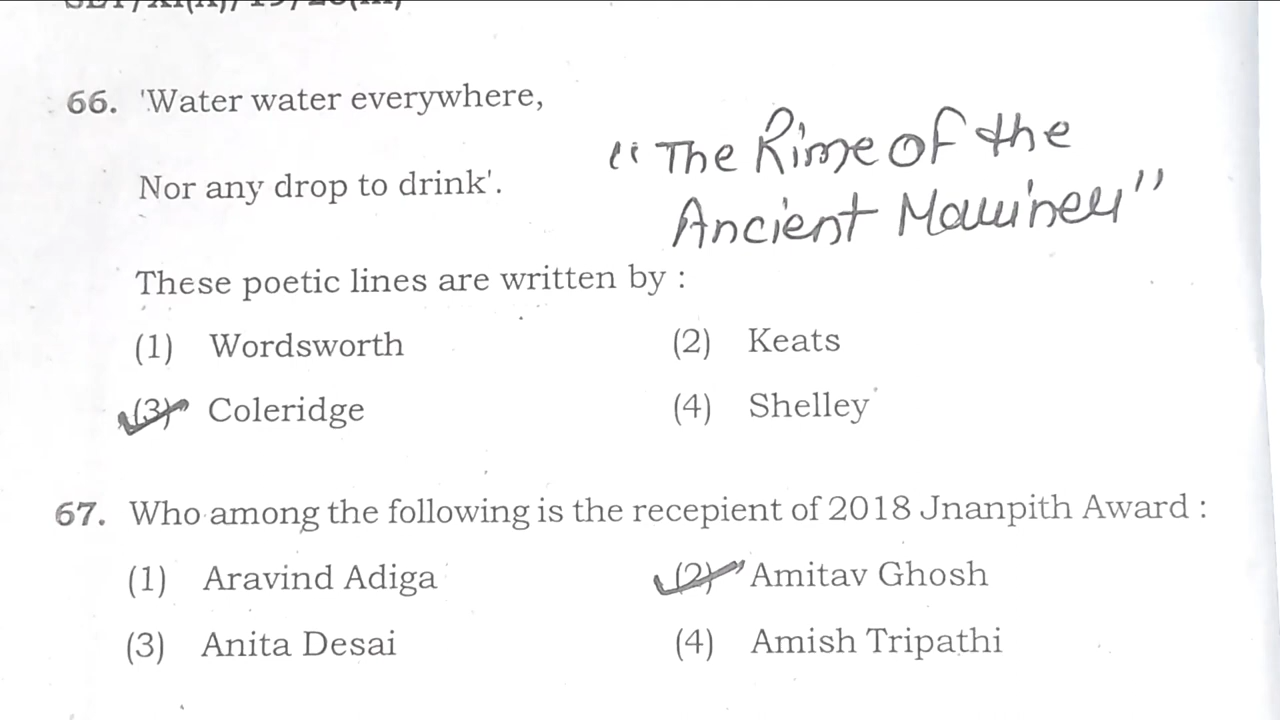 66. 'Water water everywhere,
"The Rime of the
Nor any drop to drink'.
Ancient Mariner"
These poetic lines are written by :
(1) Wordsworth (2) Keats
(3) Coleridge (4) Shelley
67. Who among the following is the recepient of 2018 Jnanpith Award :
(1) Aravind Adiga (2) Amitav Ghosh
(3) Anita Desai (4) Amish Tripathi